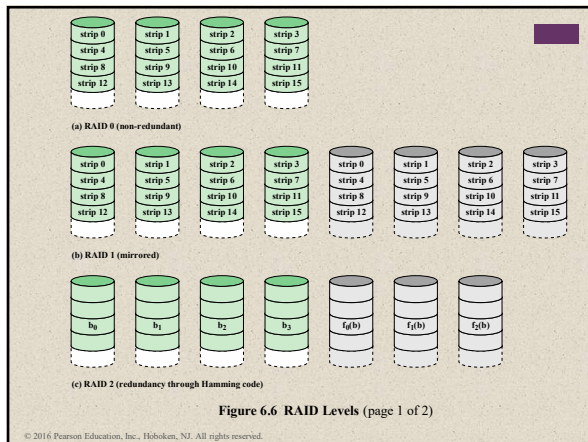 strip 0 strip 1 strip 2 strip 3
strip 4 strip 5 strip 6 strip 7
strip 8 strip 9 strip 10 strip 11
strip 12 strip 13 strip 14 strip 15
(a) RAID 0 (non-redundant)
strip 0 strip 1 strip 2 strip 3 strip 0 strip 1 strip 2 strip 3
strip 4 strip 5 strip 6 strip 7 strip 4 strip 5 strip 6 strip 7
strip 8 strip 9 strip 10 strip 11 strip 8 strip 9 strip 10 strip 11
strip 12 strip 13 strip 14 strip 15 strip 12 strip 13 strip 14 strip 15
(b) RAID 1 (mirrored)
b₀ b₁ b₂ b₃ f₀(b) f₁(b) f₂(b)
(c) RAID 2 (redundancy through Hamming code)
Figure 6.6 RAID Levels (page 1 of 2)
© 2016 Pearson Education, Inc., Hoboken, NJ. All rights reserved.